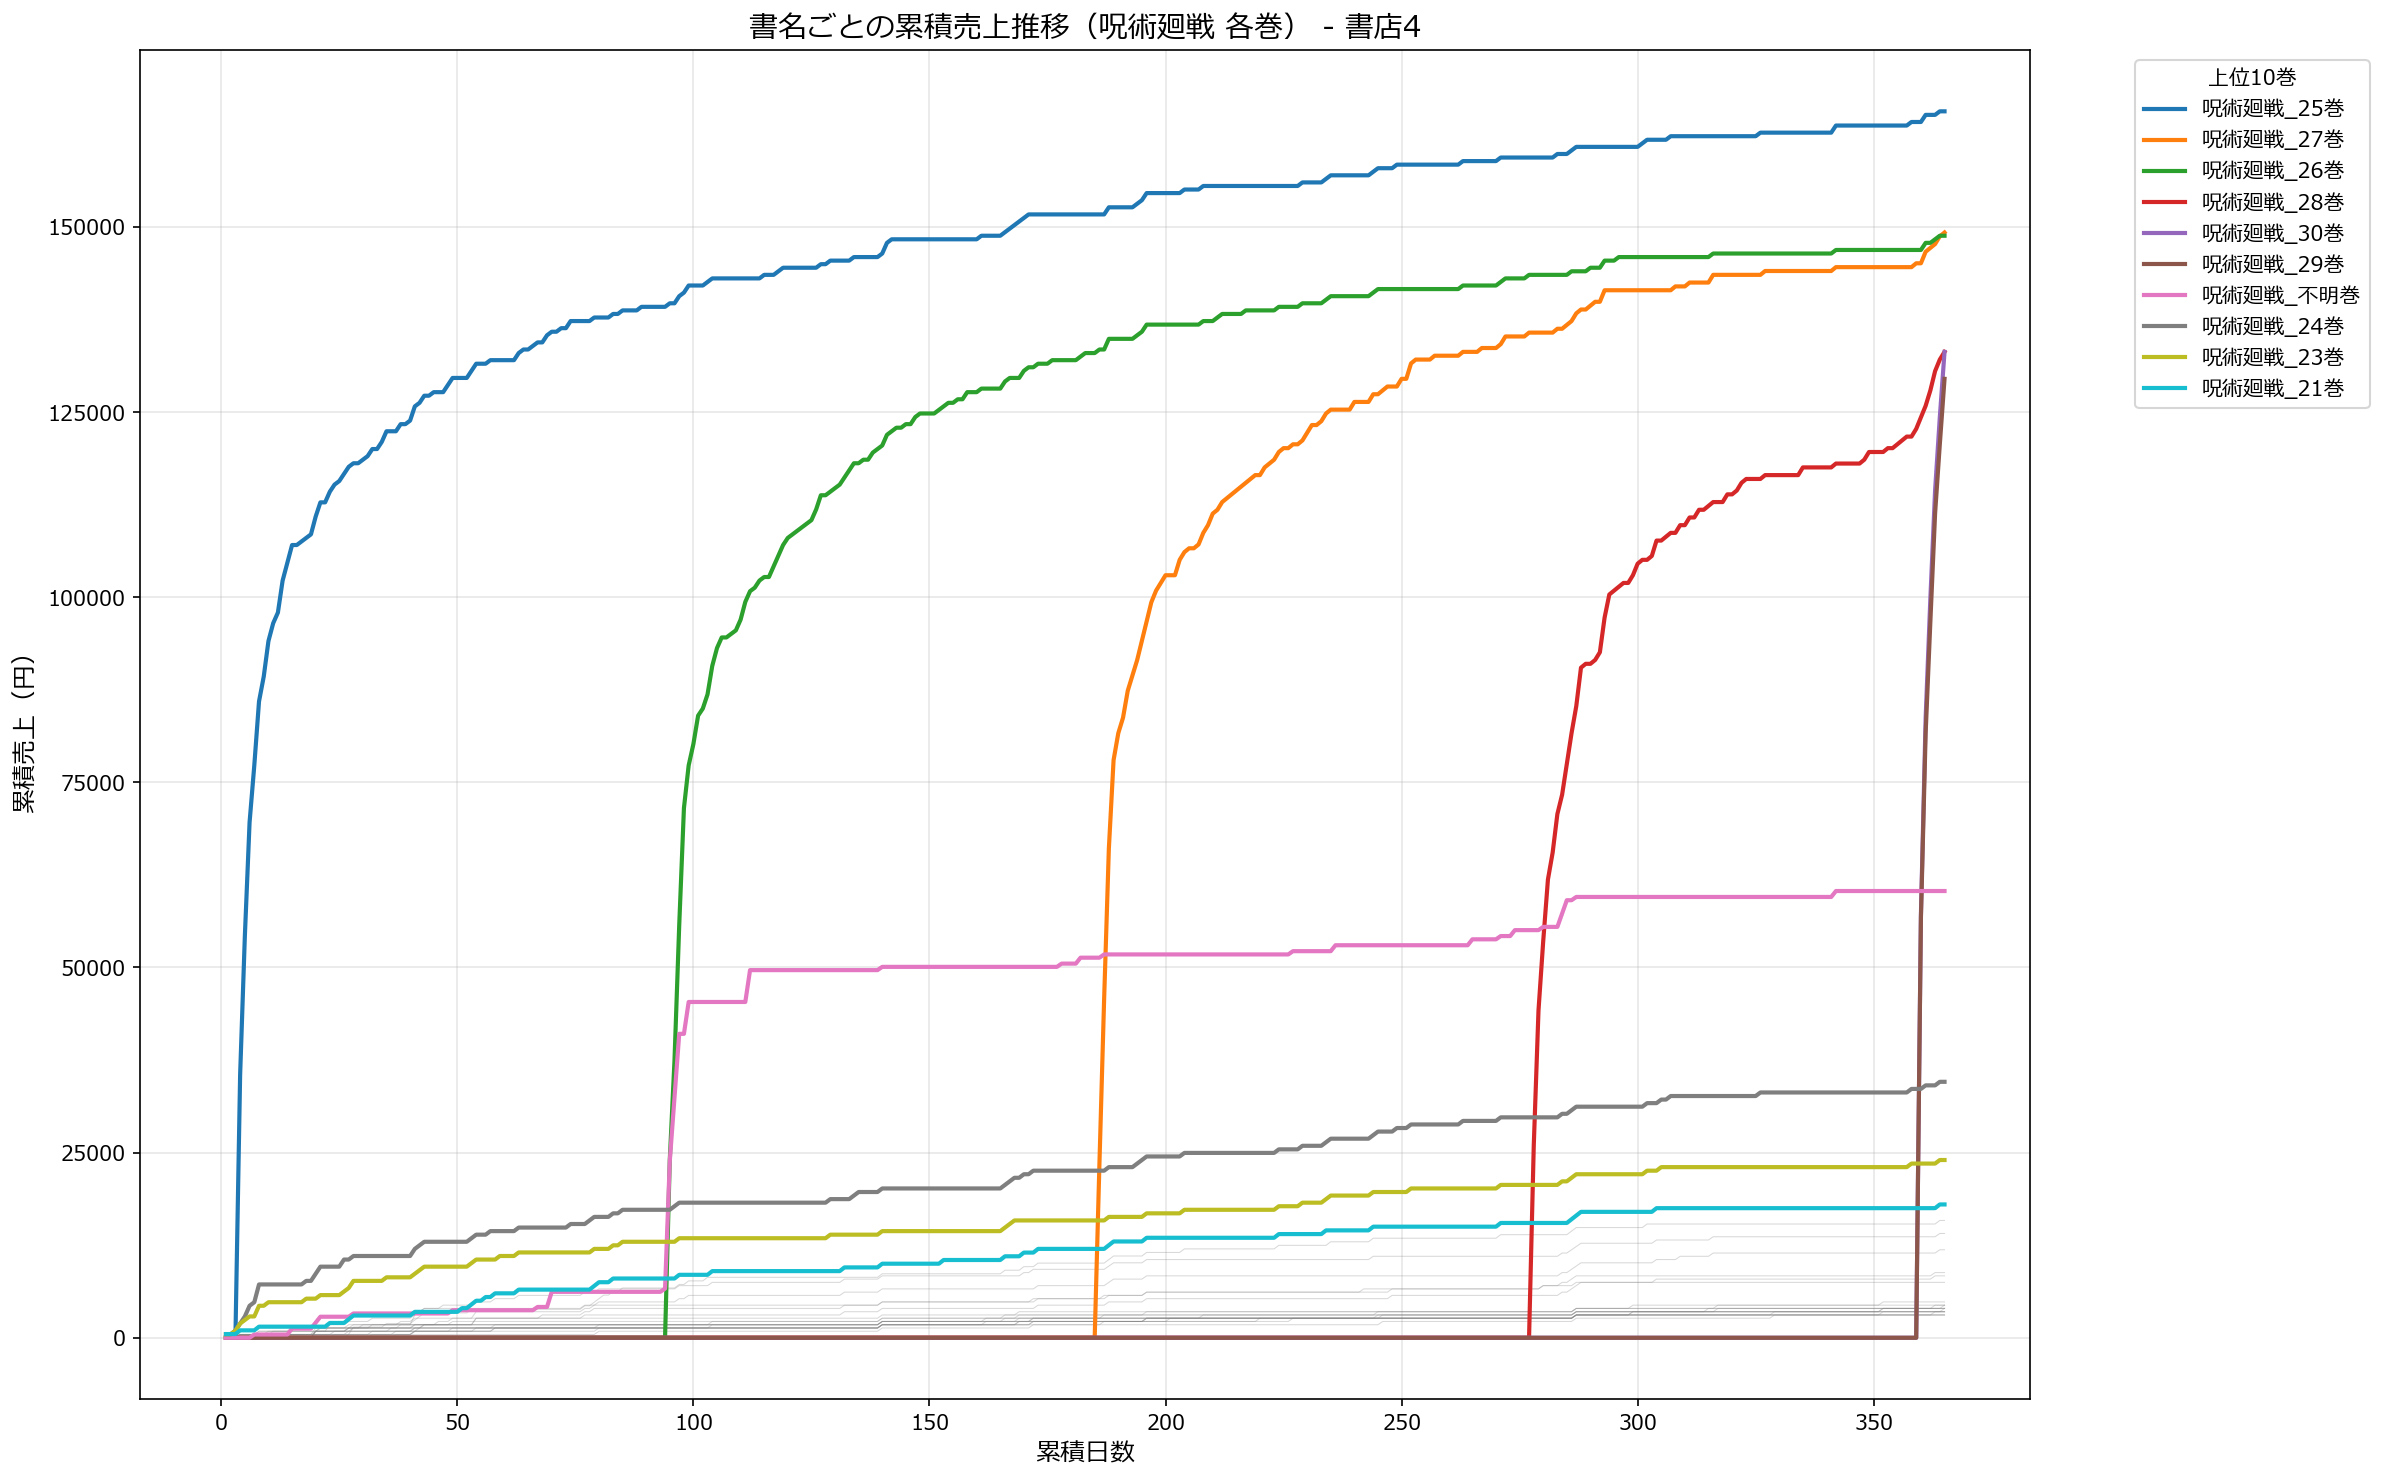 書名ごとの累積売上推移（呪術廻戦 各巻） - 書店4
上位10巻
呪術廻戦_25巻
呪術廻戦_27巻
呪術廻戦_26巻
呪術廻戦_28巻
呪術廻戦_30巻
呪術廻戦_29巻
呪術廻戦_不明巻
呪術廻戦_24巻
呪術廻戦_23巻
呪術廻戦_21巻
累積売上（円）
150000
125000
100000
75000
50000
25000
0
0 50 100 150 200 250 300 350
累積日数